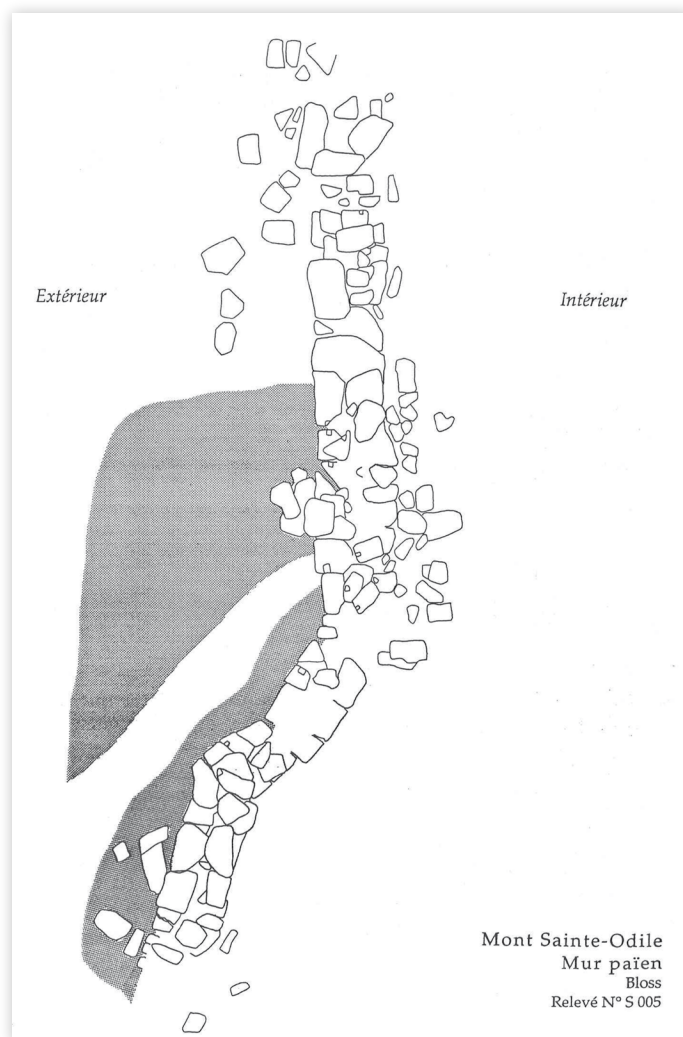 Extérieur
Intérieur
Mont Sainte-Odile
Mur païen
Bloss
Relevé N° S 005